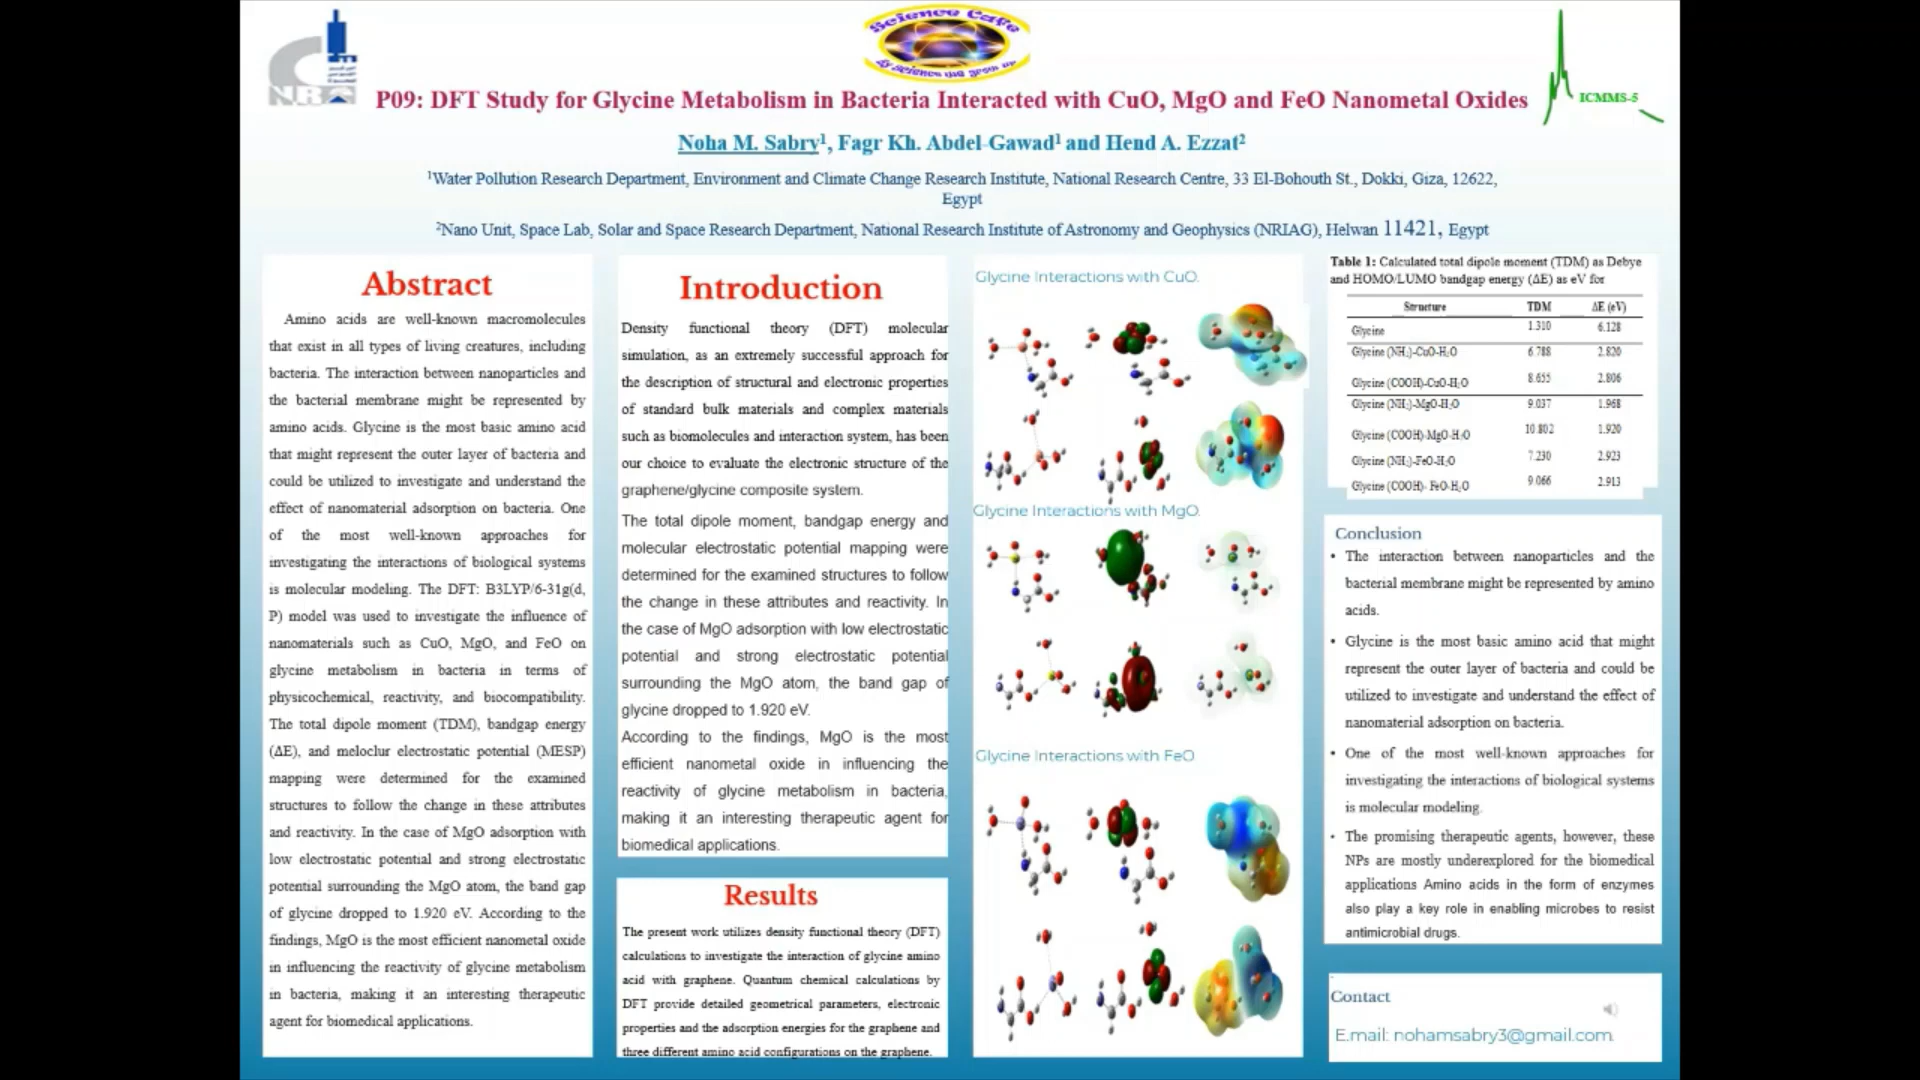 Science Cafe
by science we grow up
NRA
ICMMS-5
P09: DFT Study for Glycine Metabolism in Bacteria Interacted with CuO, MgO and FeO Nanometal Oxides
Noha M. Sabry¹, Fagr Kh. Abdel-Gawad¹ and Hend A. Ezzat²
¹Water Pollution Research Department, Environment and Climate Change Research Institute, National Research Centre, 33 El-Bohouth St., Dokki, Giza, 12622,
Egypt
²Nano Unit, Space Lab, Solar and Space Research Department, National Research Institute of Astronomy and Geophysics (NRIAG), Helwan 11421, Egypt
Abstract
Amino acids are well-known macromolecules
that exist in all types of living creatures, including
bacteria. The interaction between nanoparticles and
the bacterial membrane might be represented by
amino acids. Glycine is the most basic amino acid
that might represent the outer layer of bacteria and
could be utilized to investigate and understand the
effect of nanomaterial adsorption on bacteria. One
of the most well-known approaches for
investigating the interactions of biological systems
is molecular modeling. The DFT: B3LYP/6-31g(d,
P) model was used to investigate the influence of
nanomaterials such as CuO, MgO, and FeO on
glycine metabolism in bacteria in terms of
physicochemical, reactivity, and biocompatibility.
The total dipole moment (TDM), bandgap energy
(ΔE), and meloclur electrostatic potential (MESP)
mapping were determined for the examined
structures to follow the change in these attributes
and reactivity. In the case of MgO adsorption with
low electrostatic potential and strong electrostatic
potential surrounding the MgO atom, the band gap
of glycine dropped to 1.920 eV. According to the
findings, MgO is the most efficient nanometal oxide
in influencing the reactivity of glycine metabolism
in bacteria, making it an interesting therapeutic
agent for biomedical applications.
Introduction
Density functional theory (DFT) molecular
simulation, as an extremely successful approach for
the description of structural and electronic properties
of standard bulk materials and complex materials
such as biomolecules and interaction system, has been
our choice to evaluate the electronic structure of the
graphene/glycine composite system.
The total dipole moment, bandgap energy and
molecular electrostatic potential mapping were
determined for the examined structures to follow
the change in these attributes and reactivity. In
the case of MgO adsorption with low electrostatic
potential and strong electrostatic potential
surrounding the MgO atom, the band gap of
glycine dropped to 1.920 eV.
According to the findings, MgO is the most
efficient nanometal oxide in influencing the
reactivity of glycine metabolism in bacteria,
making it an interesting therapeutic agent for
biomedical applications.
Results
The present work utilizes density functional theory (DFT)
calculations to investigate the interaction of glycine amino
acid with graphene. Quantum chemical calculations by
DFT provide detailed geometrical parameters, electronic
properties and the adsorption energies for the graphene and
three different amino acid configurations on the graphene.
Glycine Interactions with CuO.
Glycine Interactions with MgO.
Glycine Interactions with FeO
Table 1: Calculated total dipole moment (TDM) as Debye
and HOMO/LUMO bandgap energy (ΔE) as eV for
Structure TDM ΔE (eV)
Glycine 1.310 6.128
Glycine (NH₂)-CuO-H₂O 6.788 2.820
Glycine (COOH)-CuO-H₂O 8.655 2.806
Glycine (NH₂)-MgO-H₂O 9.037 1.968
Glycine (COOH)-MgO-H₂O 10.802 1.920
Glycine (NH₂)-FeO-H₂O 7.230 2.923
Glycine (COOH)- FeO-H₂O 9.066 2.913
Conclusion
• The interaction between nanoparticles and the
bacterial membrane might be represented by amino
acids.
• Glycine is the most basic amino acid that might
represent the outer layer of bacteria and could be
utilized to investigate and understand the effect of
nanomaterial adsorption on bacteria.
• One of the most well-known approaches for
investigating the interactions of biological systems
is molecular modeling.
• The promising therapeutic agents, however, these
NPs are mostly underexplored for the biomedical
applications Amino acids in the form of enzymes
also play a key role in enabling microbes to resist
antimicrobial drugs.
Contact
E.mail: nohamsabry3@gmail.com.